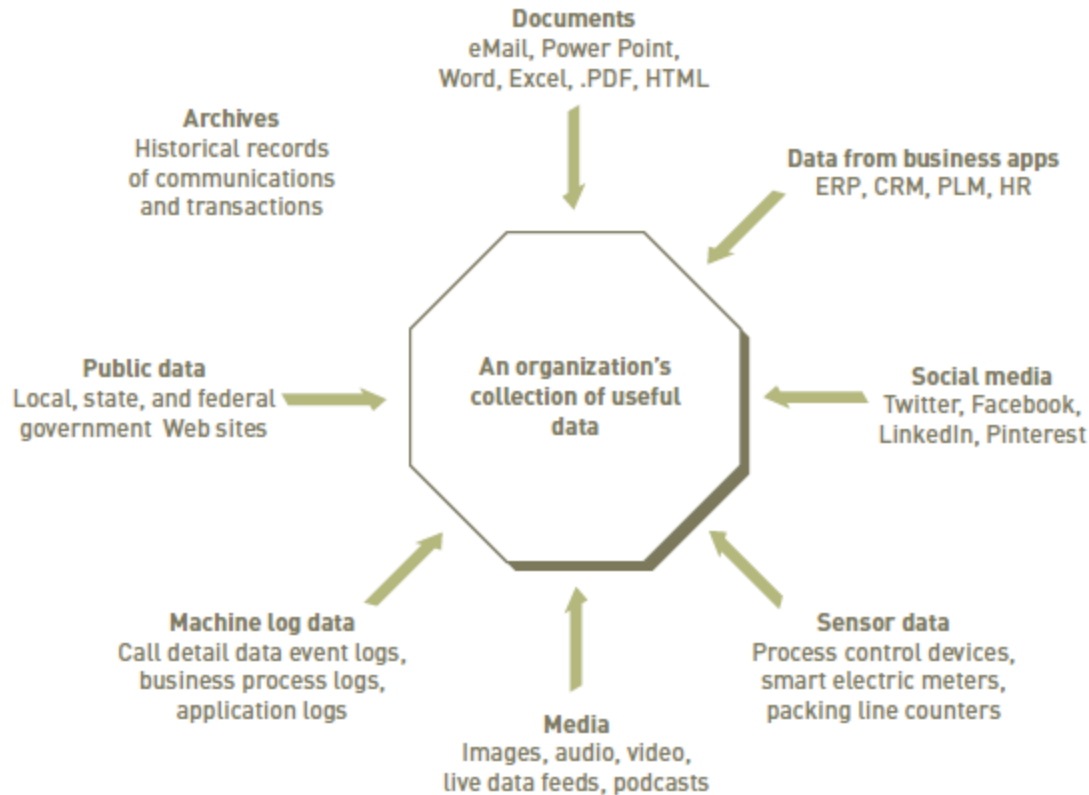 Documents
eMail, Power Point,
Word, Excel, .PDF, HTML
Archives
Historical records
of communications
and transactions
Data from business apps
ERP, CRM, PLM, HR
Public data
Local, state, and federal
government Web sites
An organization's
collection of useful
data
Social media
Twitter, Facebook,
LinkedIn, Pinterest
Machine log data
Call detail data event logs,
business process logs,
application logs
Media
Images, audio, video,
live data feeds, podcasts
Sensor data
Process control devices,
smart electric meters,
packing line counters